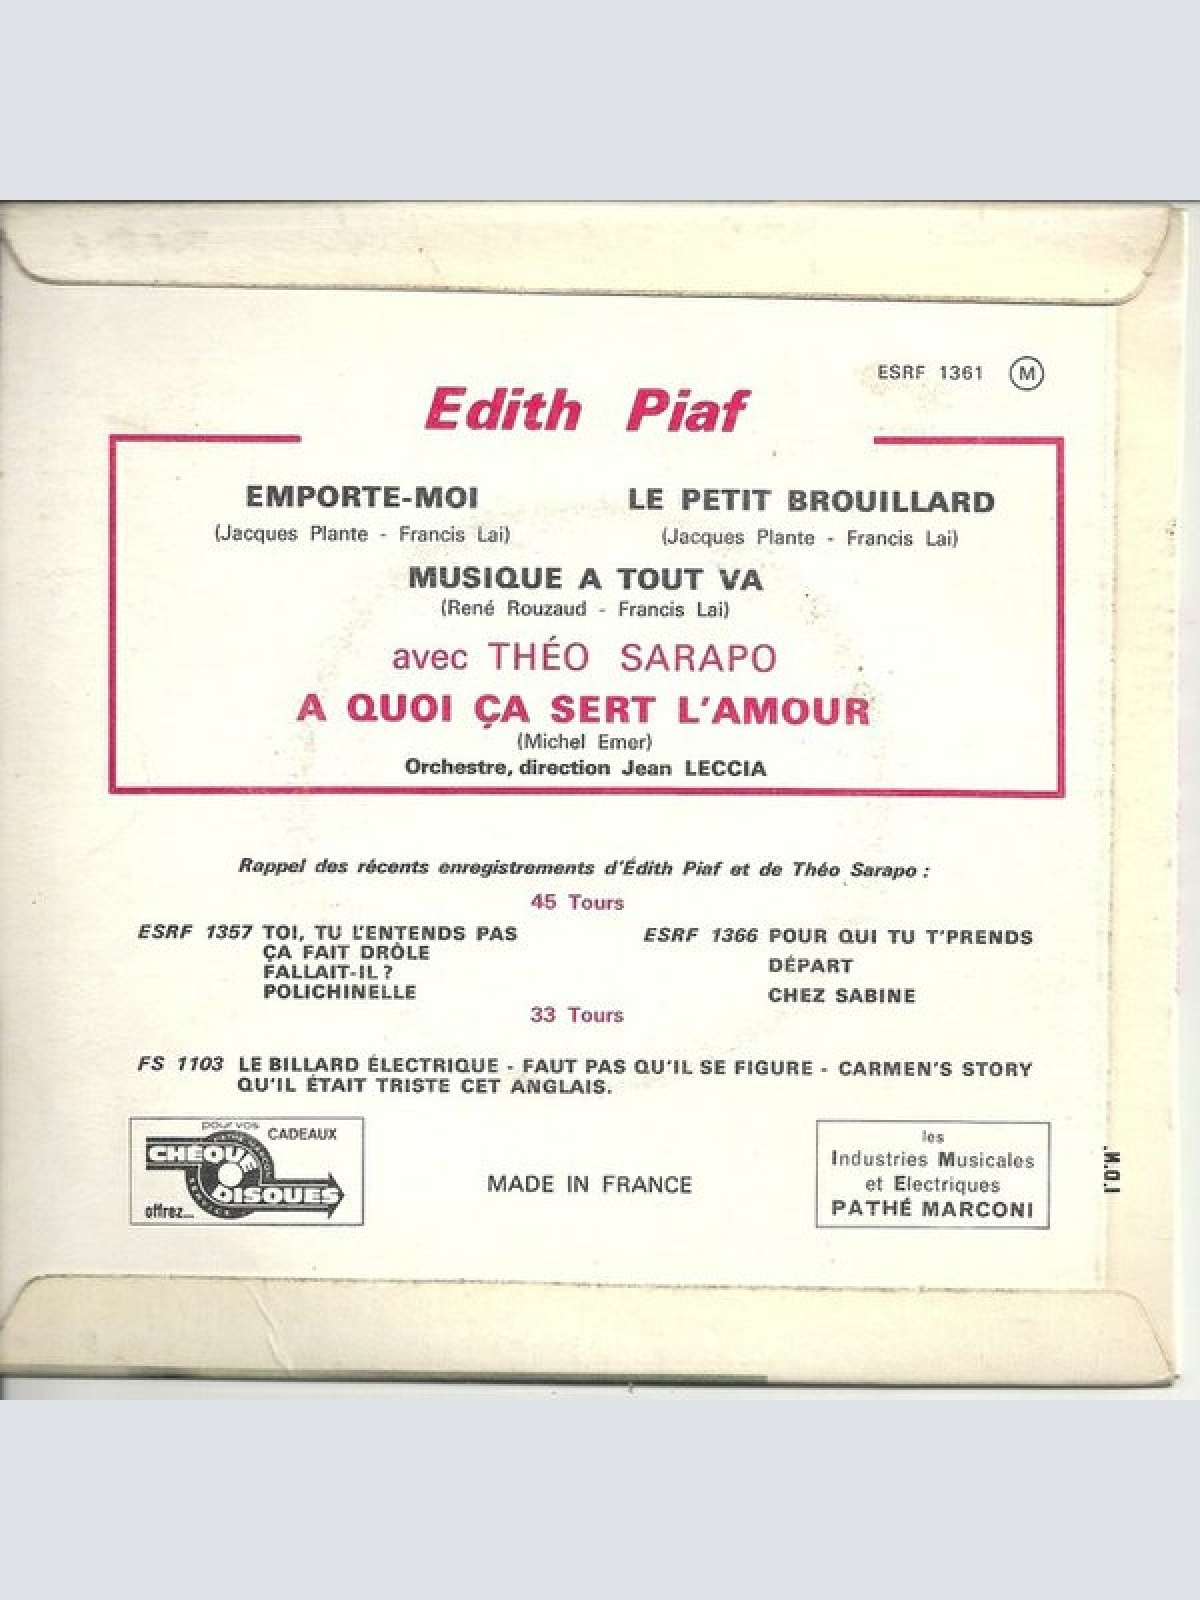 ESRF 1361 M
Edith Piaf
EMPORTE-MOI
(Jacques Plante - Francis Lai)
LE PETIT BROUILLARD
(Jacques Plante - Francis Lai)
MUSIQUE A TOUT VA
(René Rouzaud - Francis Lai)
avec THÉO SARAPO
A QUOI ÇA SERT L'AMOUR
(Michel Emer)
Orchestre, direction Jean LECCIA
Rappel des récents enregistrements d'Édith Piaf et de Théo Sarapo :
45 Tours
ESRF 1357 TOI, TU L'ENTENDS PAS
ÇA FAIT DRÔLE
FALLAIT-IL ?
POLICHINELLE
ESRF 1366 POUR QUI TU T'PRENDS
DÉPART
CHEZ SABINE
33 Tours
FS 1103 LE BILLARD ÉLECTRIQUE - FAUT PAS QU'IL SE FIGURE - CARMEN'S STORY
QU'IL ÉTAIT TRISTE CET ANGLAIS.
pour vos CADEAUX
CHÈQUE
DISQUES
offrez...
MADE IN FRANCE
les
Industries Musicales
et Electriques
PATHÉ MARCONI